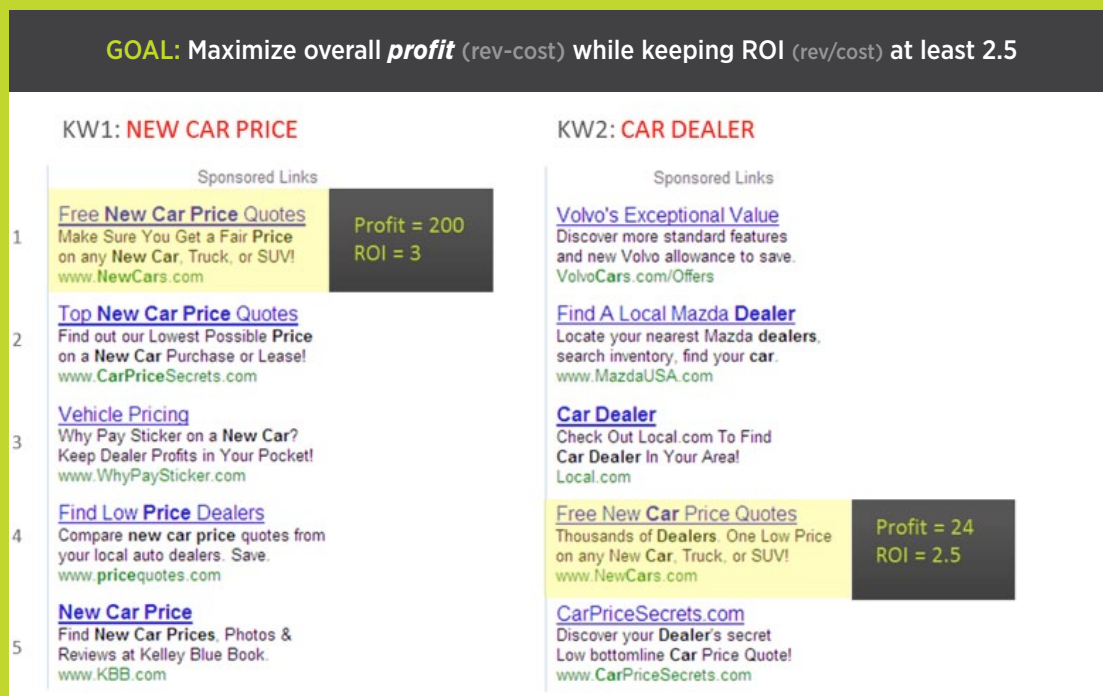 GOAL: Maximize overall profit (rev-cost) while keeping ROI (rev/cost) at least 2.5
KW1: NEW CAR PRICE
Sponsored Links
1
Free New Car Price Quotes
Make Sure You Get a Fair Price
on any New Car, Truck, or SUV!
www.NewCars.com
Profit = 200
ROI = 3
2
Top New Car Price Quotes
Find out our Lowest Possible Price
on a New Car Purchase or Lease!
www.CarPriceSecrets.com
3
Vehicle Pricing
Why Pay Sticker on a New Car?
Keep Dealer Profits in Your Pocket!
www.WhyPaySticker.com
4
Find Low Price Dealers
Compare new car price quotes from
your local auto dealers. Save.
www.pricequotes.com
5
New Car Price
Find New Car Prices, Photos &
Reviews at Kelley Blue Book.
www.KBB.com
KW2: CAR DEALER
Sponsored Links
Volvo's Exceptional Value
Discover more standard features
and new Volvo allowance to save.
VolvoCars.com/Offers
Find A Local Mazda Dealer
Locate your nearest Mazda dealers,
search inventory, find your car.
www.MazdaUSA.com
Car Dealer
Check Out Local.com To Find
Car Dealer In Your Area!
Local.com
Free New Car Price Quotes
Thousands of Dealers. One Low Price
on any New Car, Truck, or SUV!
www.NewCars.com
Profit = 24
ROI = 2.5
CarPriceSecrets.com
Discover your Dealer's secret
Low bottomline Car Price Quote!
www.CarPriceSecrets.com